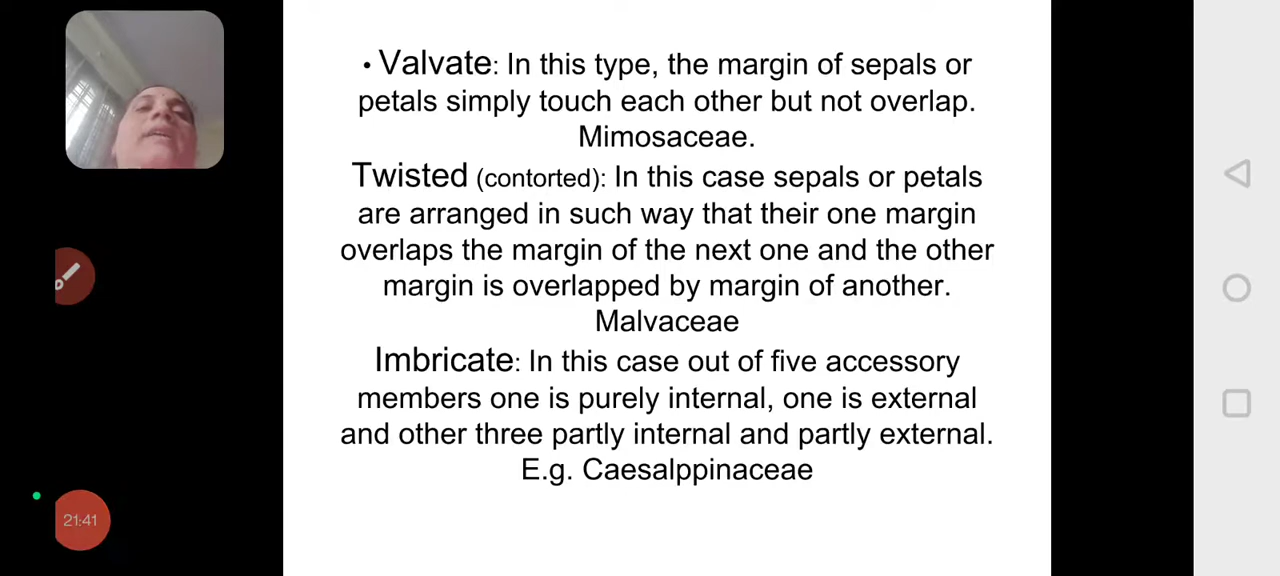 • Valvate: In this type, the margin of sepals or
petals simply touch each other but not overlap.
Mimosaceae.
Twisted (contorted): In this case sepals or petals
are arranged in such way that their one margin
overlaps the margin of the next one and the other
margin is overlapped by margin of another.
Malvaceae
Imbricate: In this case out of five accessory
members one is purely internal, one is external
and other three partly internal and partly external.
E.g. Caesalppinaceae
21:41